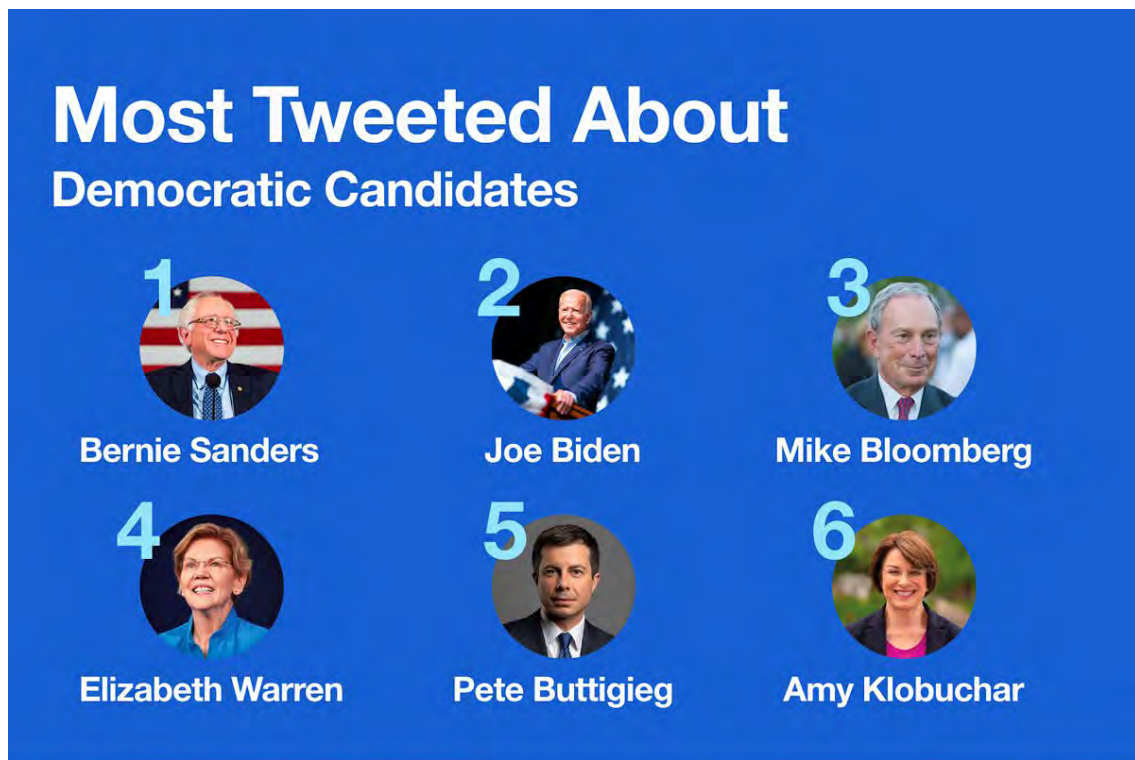 Most Tweeted About
Democratic Candidates
1
2
3
Bernie Sanders
Joe Biden
Mike Bloomberg
4
5
6
Elizabeth Warren
Pete Buttigieg
Amy Klobuchar